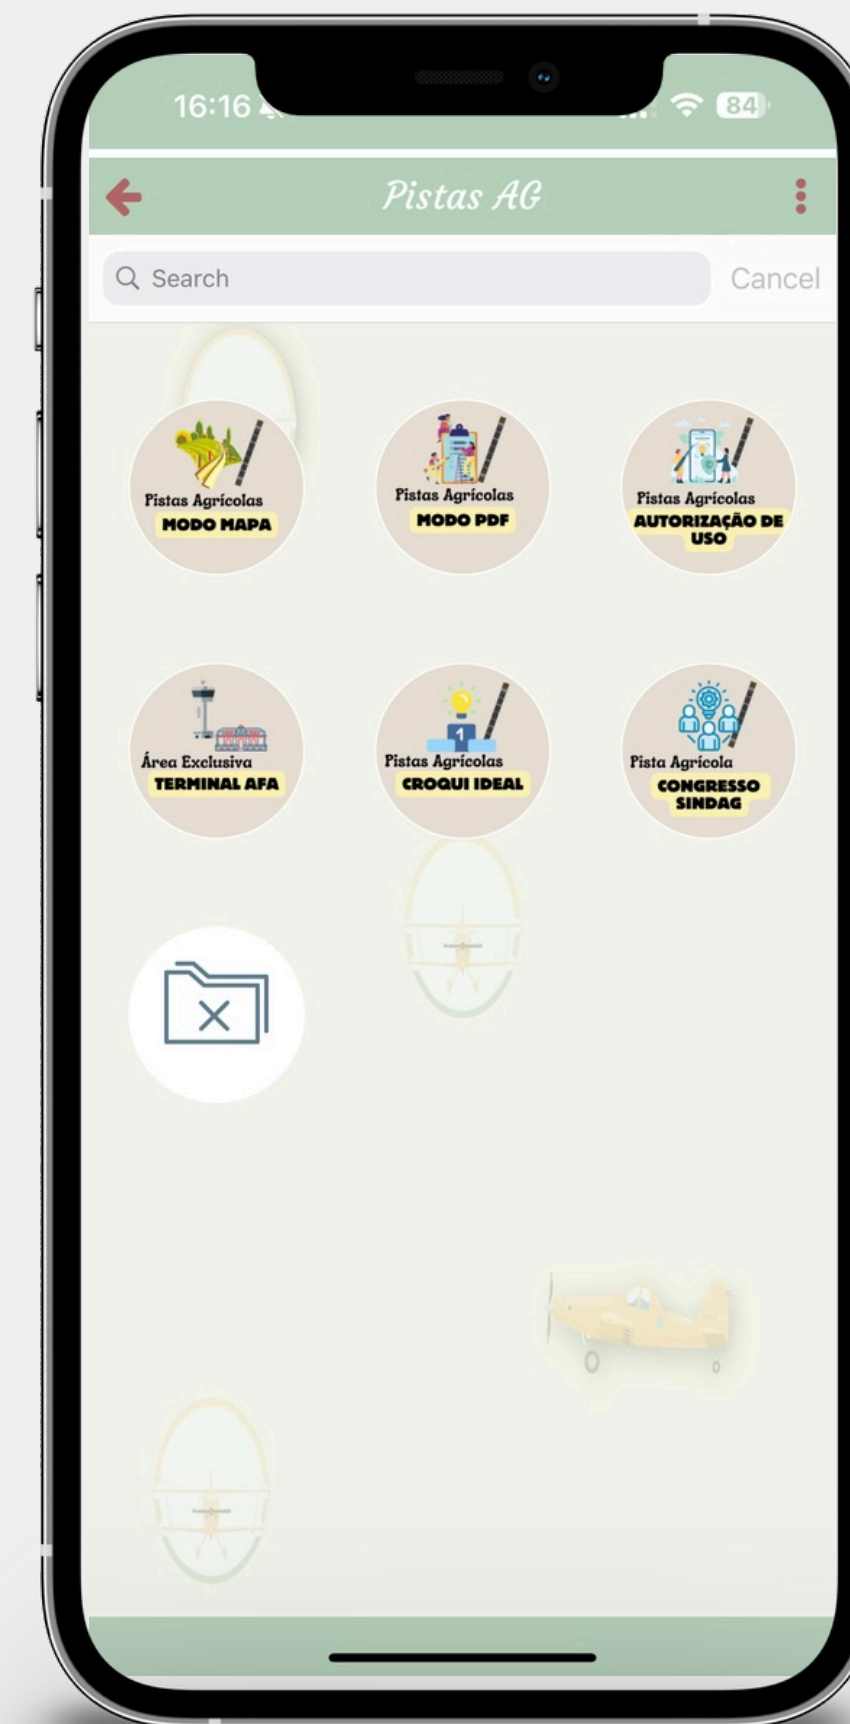 16:16
84
Pistas AG
Search
Cancel
Pistas Agrícolas
MODO MAPA
Pistas Agrícolas
MODO PDF
Pistas Agrícolas
AUTORIZAÇÃO DE
USO
Área Exclusiva
TERMINAL AFA
1
Pistas Agrícolas
CROQUI IDEAL
Pista Agrícola
CONGRESSO
SINDAG